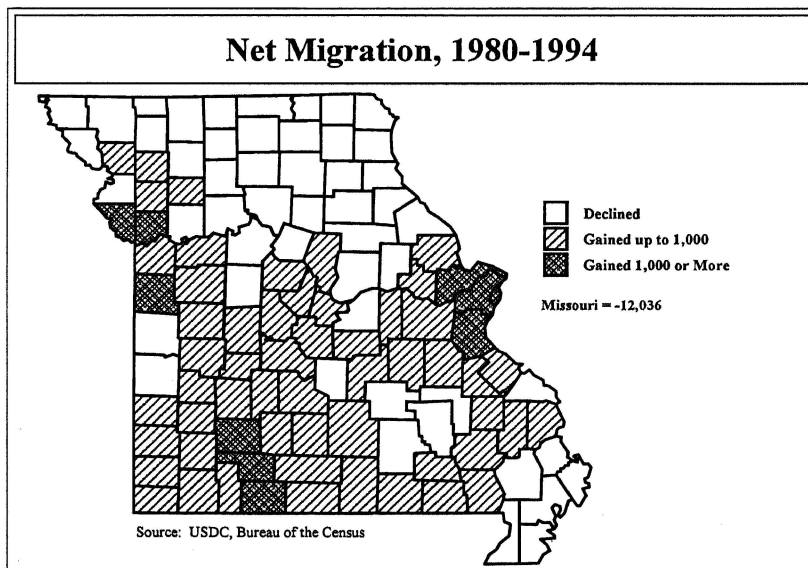 Net Migration, 1980-1994
Declined
Gained up to 1,000
Gained 1,000 or More
Missouri = -12,036
Source: USDC, Bureau of the Census